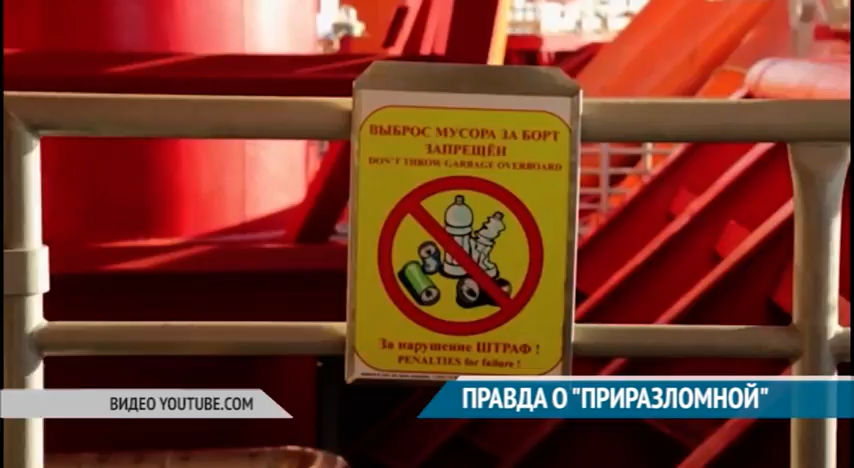 ВЫБРОС МУСОРА ЗА БОРТ
ЗАПРЕЩЁН
DON'T THROW GARBAGE OVERBOARD
За нарушение ШТРАФ !
PENALTIES for failure !
ВИДЕО YOUTUBE.COM
ПРАВДА О "ПРИРАЗЛОМНОЙ"